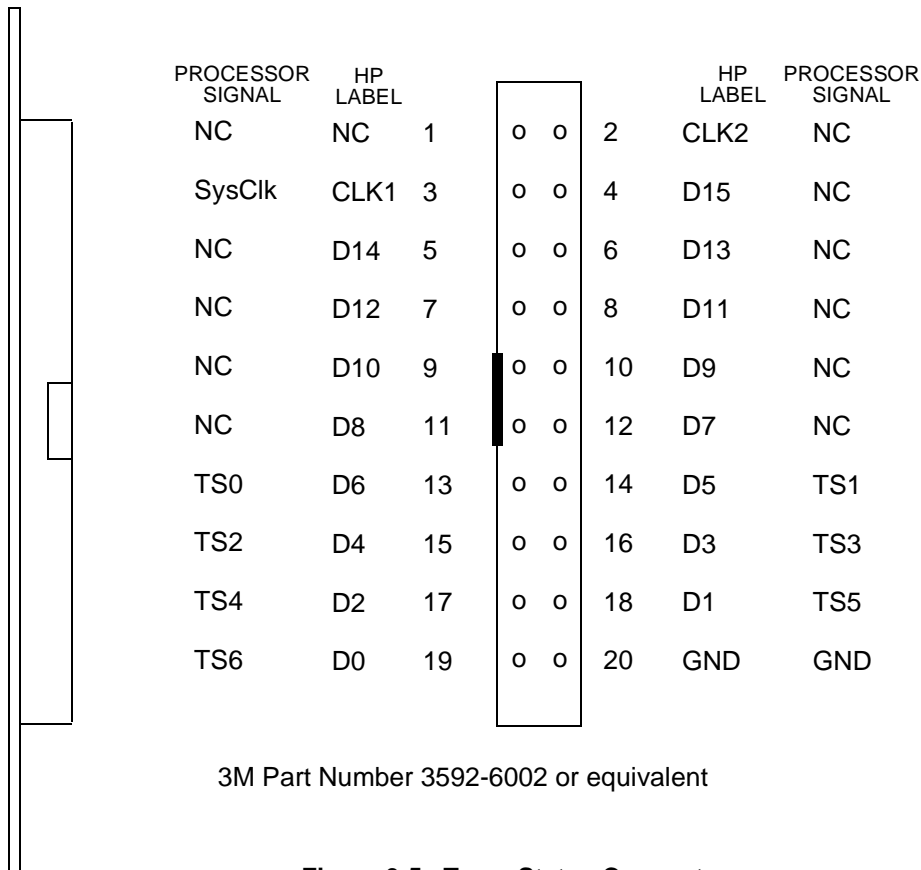 PROCESSOR SIGNAL HP LABEL HP LABEL PROCESSOR SIGNAL
NC NC 1 o o 2 CLK2 NC
SysClk CLK1 3 o o 4 D15 NC
NC D14 5 o o 6 D13 NC
NC D12 7 o o 8 D11 NC
NC D10 9 o o 10 D9 NC
NC D8 11 o o 12 D7 NC
TS0 D6 13 o o 14 D5 TS1
TS2 D4 15 o o 16 D3 TS3
TS4 D2 17 o o 18 D1 TS5
TS6 D0 19 o o 20 GND GND
3M Part Number 3592-6002 or equivalent